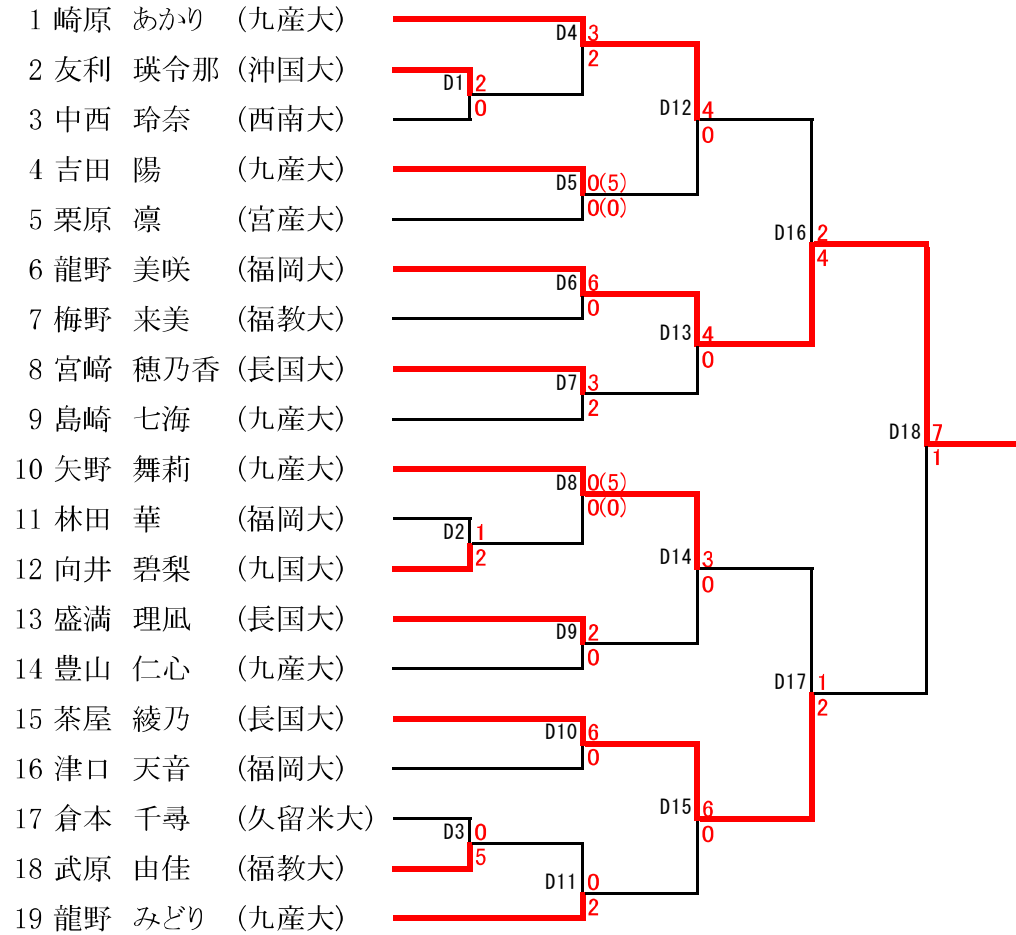 1 崎原 あかり (九産大)
2 友利 瑛令那 (沖国大)
3 中西 玲奈 (西南大)
4 吉田 陽 (九産大)
5 栗原 凛 (宮産大)
6 龍野 美咲 (福岡大)
7 梅野 来美 (福教大)
8 宮﨑 穂乃香 (長国大)
9 島崎 七海 (九産大)
10 矢野 舞莉 (九産大)
11 林田 華 (福岡大)
12 向井 碧梨 (九国大)
13 盛満 理凪 (長国大)
14 豊山 仁心 (九産大)
15 茶屋 綾乃 (長国大)
16 津口 天音 (福岡大)
17 倉本 千尋 (久留米大)
18 武原 由佳 (福教大)
19 龍野 みどり (九産大)
D1 2
0
D2 1
2
D3 0
5
D4 3
2
D5 0(5)
0(0)
D6 6
0
D7 3
2
D8 0(5)
0(0)
D9 2
0
D10 6
0
D11 0
2
D12 4
0
D13 4
0
D14 3
0
D15 6
0
D16 2
4
D17 1
2
D18 7
1